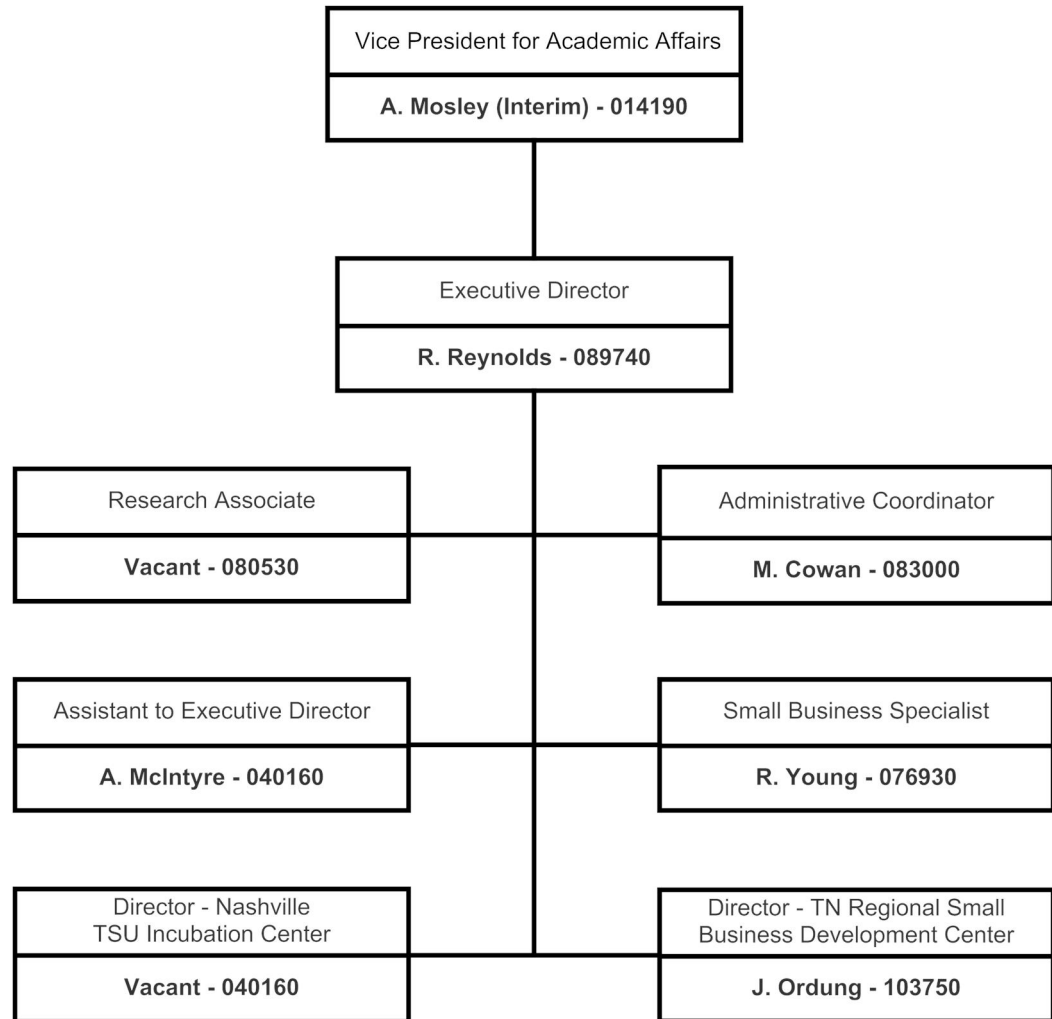 Vice President for Academic Affairs
A. Mosley (Interim) - 014190
Executive Director
R. Reynolds - 089740
Research Associate
Vacant - 080530
Administrative Coordinator
M. Cowan - 083000
Assistant to Executive Director
A. McIntyre - 040160
Small Business Specialist
R. Young - 076930
Director - Nashville
TSU Incubation Center
Vacant - 040160
Director - TN Regional Small
Business Development Center
J. Ordung - 103750